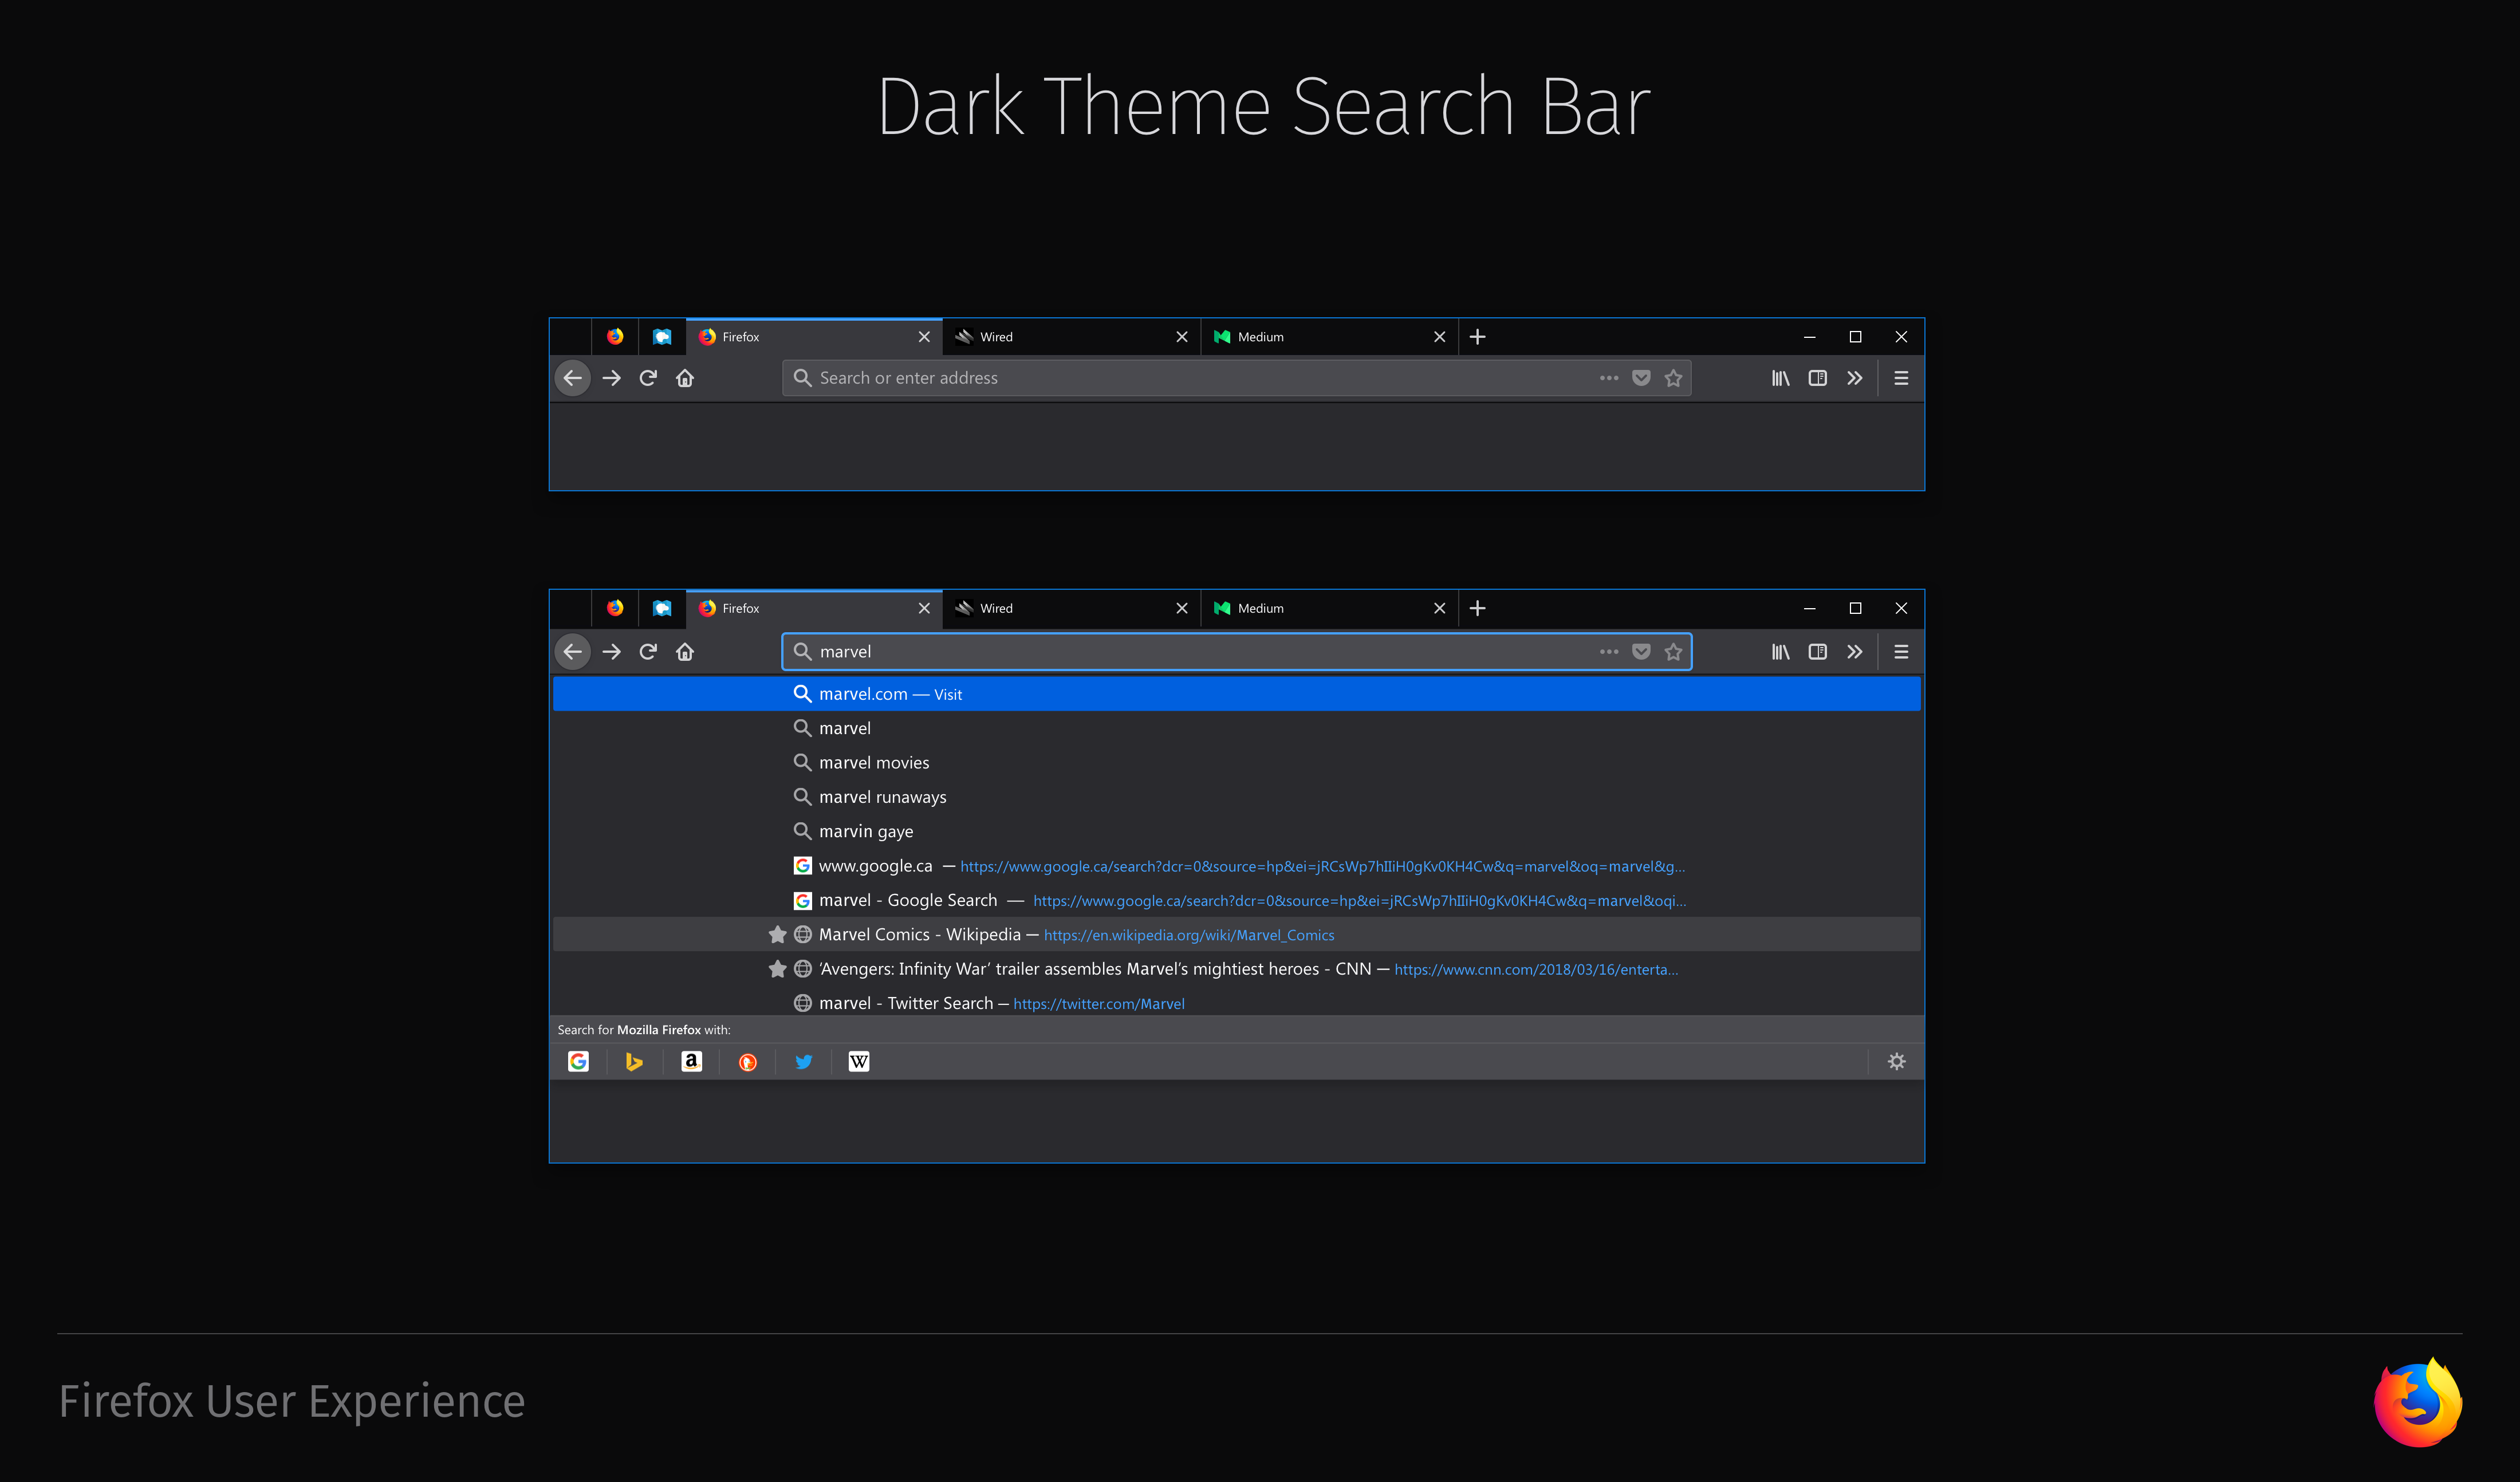 Dark Theme Search Bar
Firefox Wired Medium
Search or enter address
Firefox Wired Medium
marvel
marvel.com — Visit
marvel
marvel movies
marvel runaways
marvin gaye
www.google.ca — https://www.google.ca/search?dcr=0&source=hp&ei=jRCsWp7hIIiH0gKv0KH4Cw&q=marvel&oq=marvel&g...
marvel - Google Search — https://www.google.ca/search?dcr=0&source=hp&ei=jRCsWp7hIIiH0gKv0KH4Cw&q=marvel&oqi...
Marvel Comics - Wikipedia — https://en.wikipedia.org/wiki/Marvel_Comics
‘Avengers: Infinity War’ trailer assembles Marvel’s mightiest heroes - CNN — https://www.cnn.com/2018/03/16/enterta...
marvel - Twitter Search — https://twitter.com/Marvel
Search for Mozilla Firefox with:
Firefox User Experience